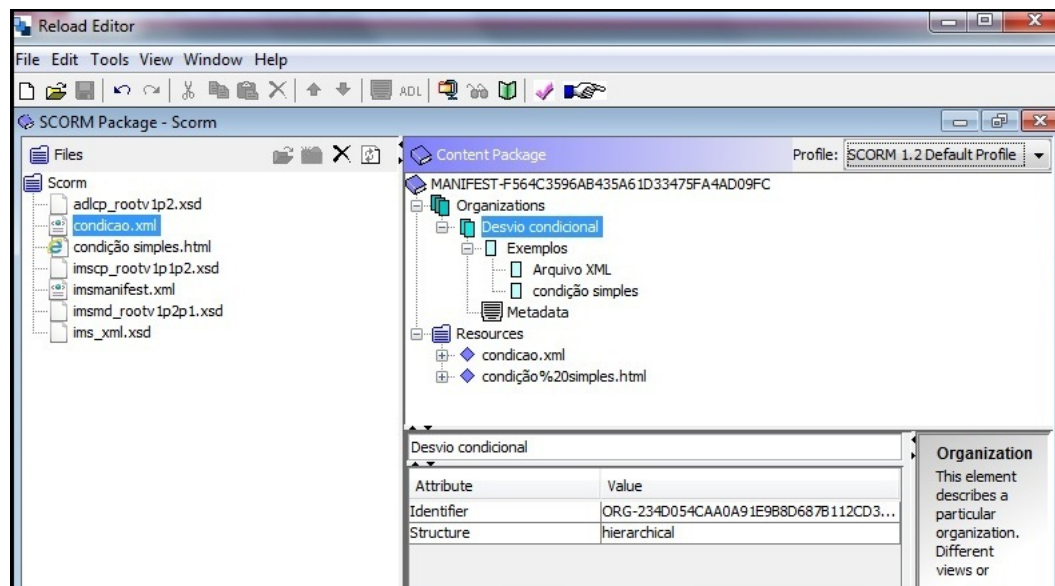 Reload Editor
File Edit Tools View Window Help
ADL
SCORM Package - Scorm
Files
Scorm
adlcp_rootv1p2.xsd
condicao.xml
condição simples.html
imscp_rootv1p1p2.xsd
imsmanifest.xml
imsmd_rootv1p2p1.xsd
ims_xml.xsd
Content Package
Profile: SCORM 1.2 Default Profile
MANIFEST-F564C3596AB435A61D33475FA4AD09FC
Organizations
Desvio condicional
Exemplos
Arquivo XML
condição simples
Metadata
Resources
condicao.xml
condição%20simples.html
Desvio condicional
Attribute Value
Identifier ORG-234D054CAA0A91E9B8D687B112CD3...
Structure hierarchical
Organization
This element
describes a
particular
organization.
Different
views or